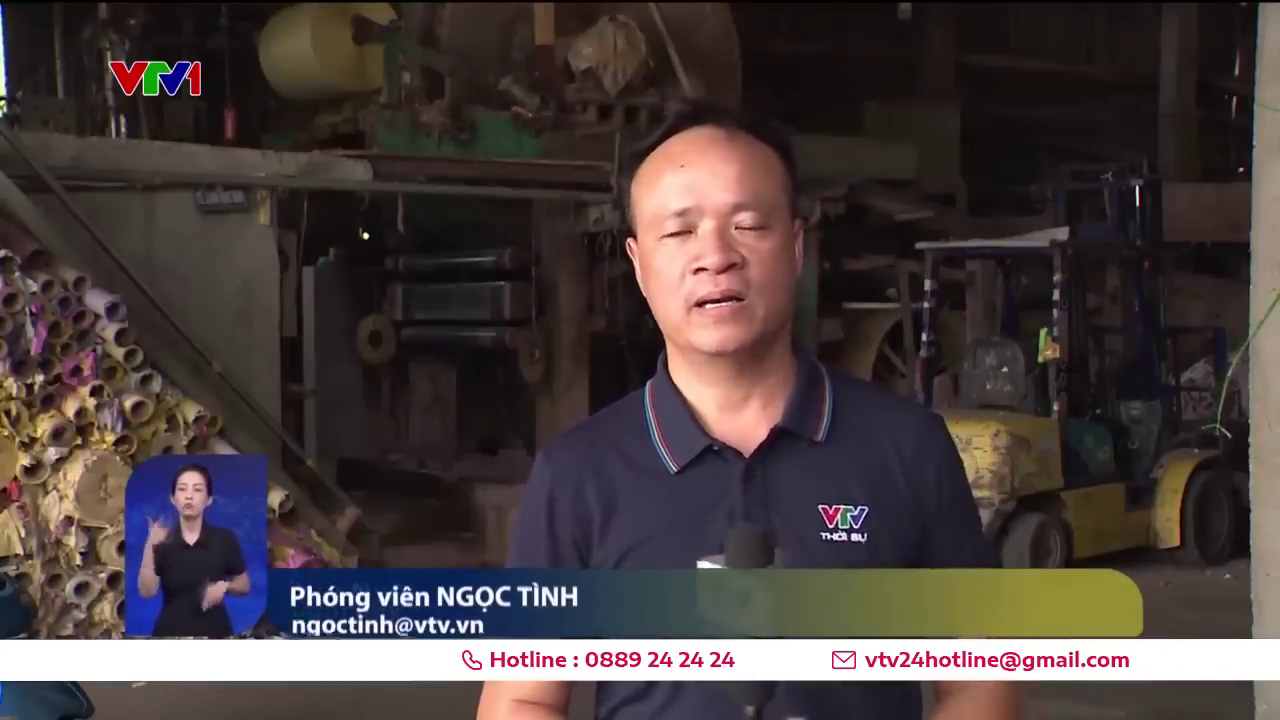 VTV1
VTV
THỜI SỰ
Phóng viên NGỌC TÌNH
ngoctinh@vtv.vn
Hotline : 0889 24 24 24
vtv24hotline@gmail.com